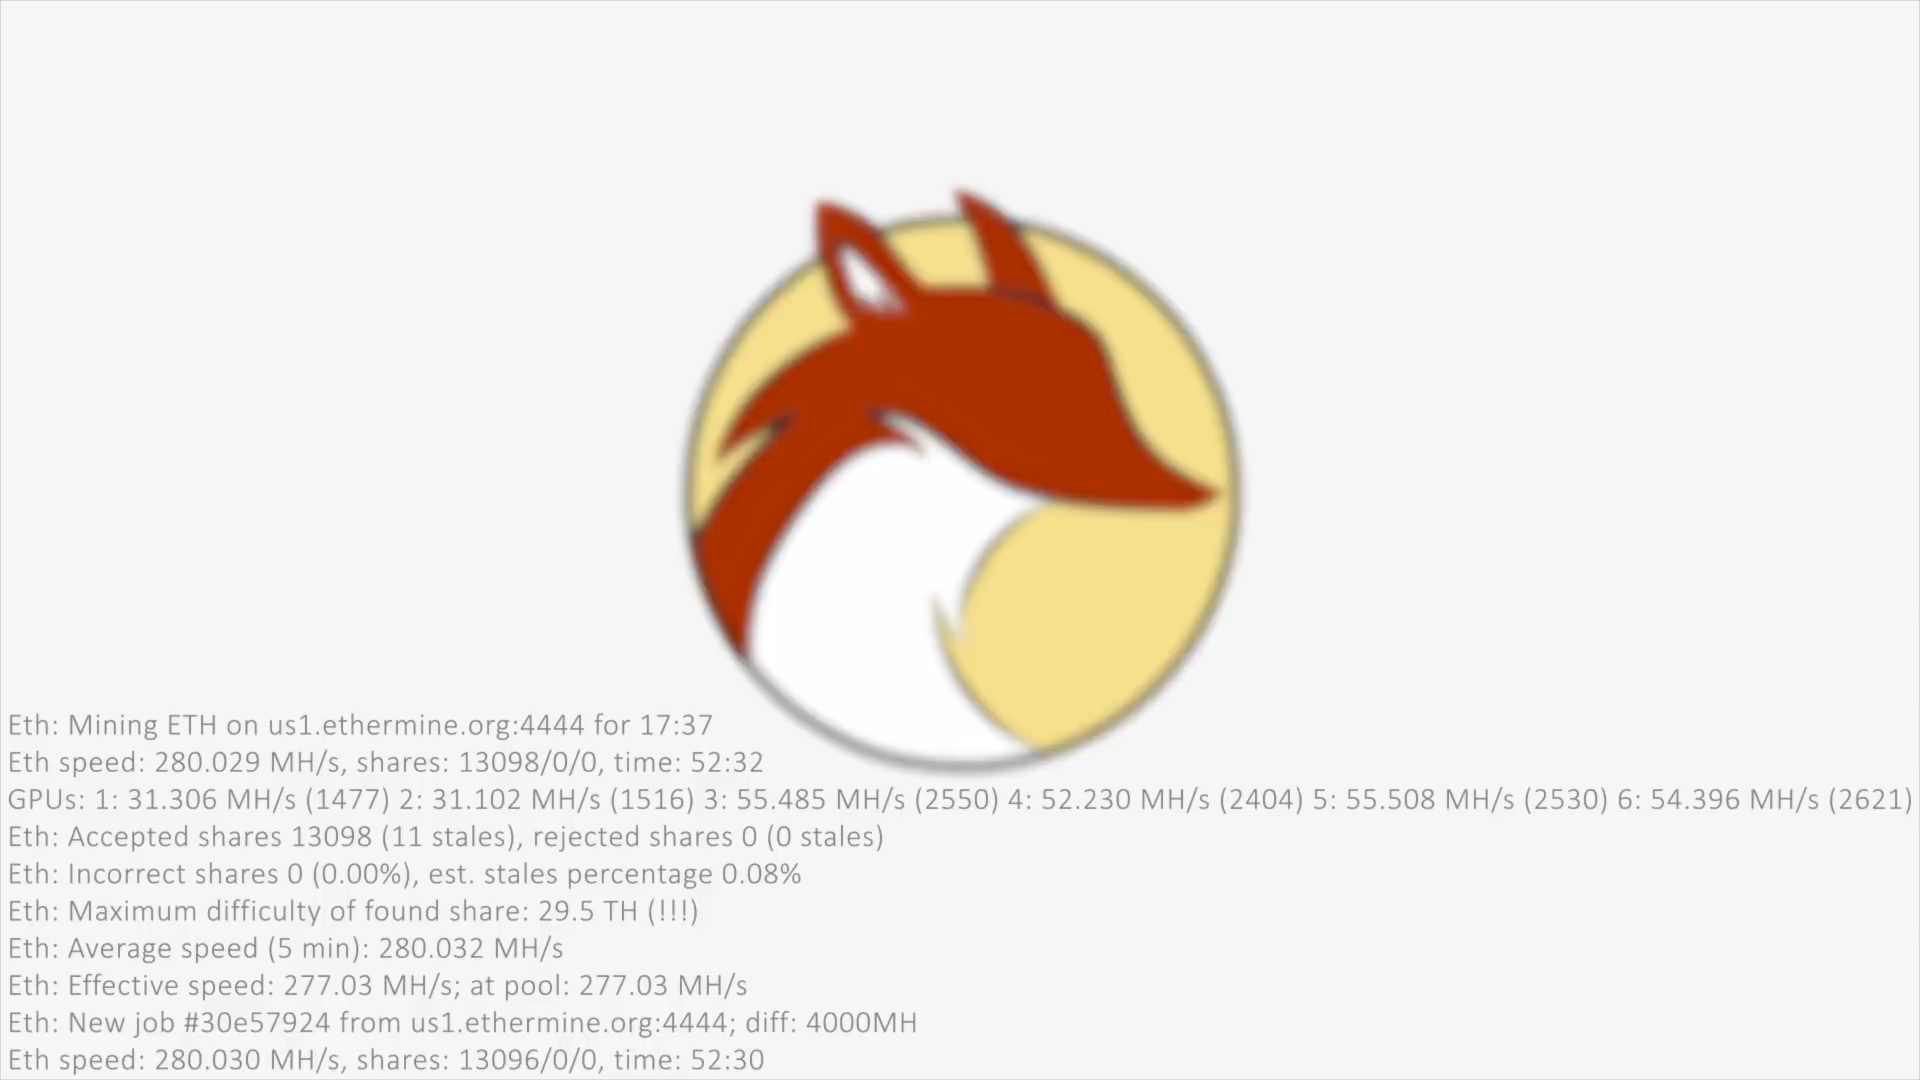 Eth: Mining ETH on us1.ethermine.org:4444 for 17:37
Eth speed: 280.029 MH/s, shares: 13098/0/0, time: 52:32
GPUs: 1: 31.306 MH/s (1477) 2: 31.102 MH/s (1516) 3: 55.485 MH/s (2550) 4: 52.230 MH/s (2404) 5: 55.508 MH/s (2530) 6: 54.396 MH/s (2621)
Eth: Accepted shares 13098 (11 stales), rejected shares 0 (0 stales)
Eth: Incorrect shares 0 (0.00%), est. stales percentage 0.08%
Eth: Maximum difficulty of found share: 29.5 TH (!!!)
Eth: Average speed (5 min): 280.032 MH/s
Eth: Effective speed: 277.03 MH/s; at pool: 277.03 MH/s
Eth: New job #30e57924 from us1.ethermine.org:4444; diff: 4000MH
Eth speed: 280.030 MH/s, shares: 13096/0/0, time: 52:30